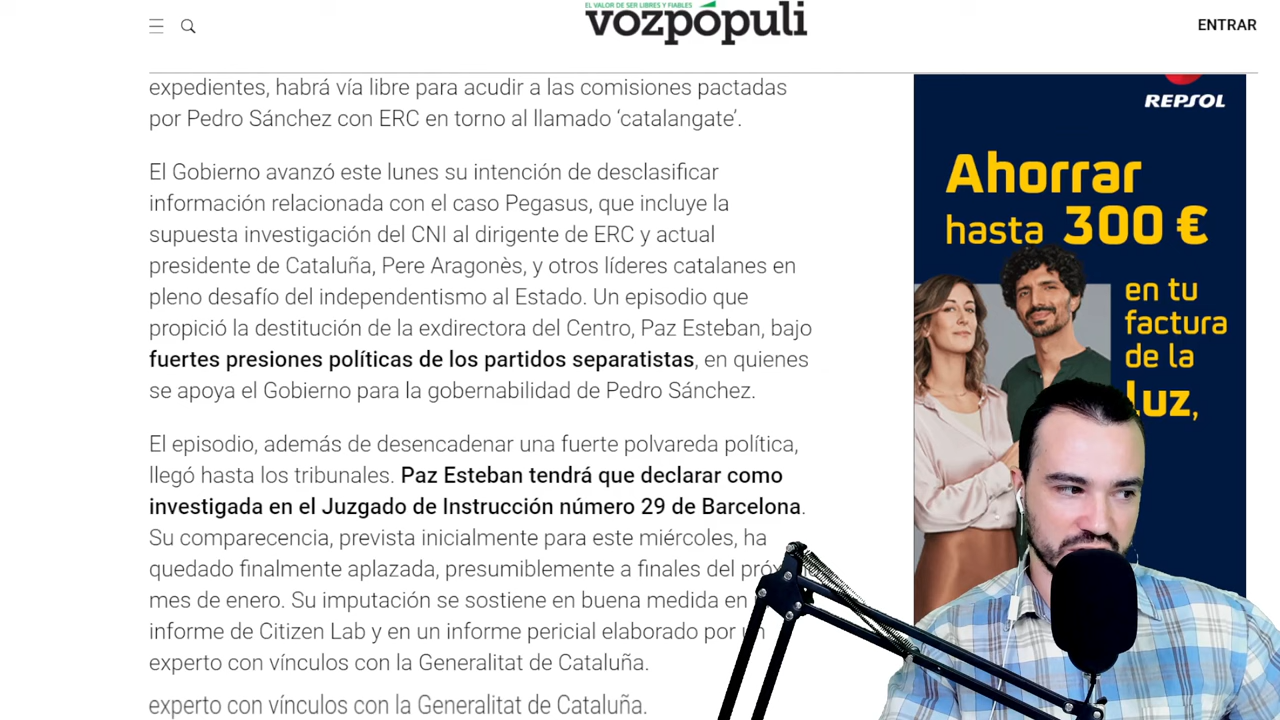 EL VALOR DE SER LIBRES Y FIABLES
vozpópuli
ENTRAR
expedientes, habrá vía libre para acudir a las comisiones pactadas
por Pedro Sánchez con ERC en torno al llamado ‘catalangate’.
El Gobierno avanzó este lunes su intención de desclasificar
información relacionada con el caso Pegasus, que incluye la
supuesta investigación el CNI al dirigente de ERC y actual
presidente de Cataluña, Pere Aragonès, y otros líderes catalanes en
pleno desafío del independentismo al Estado. Un episodio que
propició la destitucón de la exdirectora del Centro, Paz Esteban, bajo
fuertes presiones políticas de los partidos separatistas, en quienes
se apoya el Gobierno para la gobernabilidad de Pedro Sánchez.
El episodio, además de desencadenar una fuerte polvareda política,
llegó hasta los tribunales. Paz Esteban tendrá que declarar como
investigada en el Juzgado de Instrucción número 29 de Barcelona.
Su comparecencia, prevista inicialmente para este miércoles, ha
quedado finalmente aplazada, presumiblemente a finales del
mes de enero. Su imputación se sostiene en buena medida en
informe de Citizen Lab y en un informe pericial elaborado por un
experto con vínculos con la Generalitat de Cataluña.
experto con vínculos con la Generalitat de Cataluña.
REPSOL
Ahorrar
hasta 300 €
en tu
factura
de la
Luz,